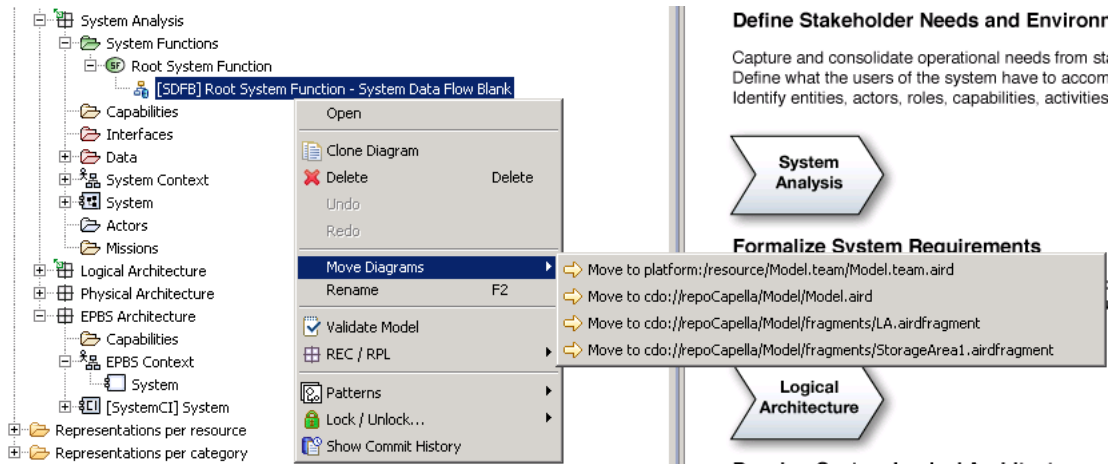 System Analysis
System Functions
Root System Function
[SDFB] Root System Function - System Data Flow Blank
Capabilities
Interfaces
Data
System Context
System
Actors
Missions
Logical Architecture
Physical Architecture
EPBS Architecture
Capabilities
EPBS Context
System
[SystemCI] System
Representations per resource
Representations per category
Open
Clone Diagram
Delete Delete
Undo
Redo
Move Diagrams
Rename F2
Validate Model
REC / RPL
Patterns
Lock / Unlock...
Show Commit History
Move to platform:/resource/Model.team/Model.team.aird
Move to cdo://repoCapella/Model/Model.aird
Move to cdo://repoCapella/Model/fragments/LA.airdfragment
Move to cdo://repoCapella/Model/fragments/StorageArea1.airdfragment
Define Stakeholder Needs and Environ
Capture and consolidate operational needs from sta
Define what the users of the system have to accom
Identify entities, actors, roles, capabilities, activities
System
Analysis
Formalize System Requirements
Logical
Architecture